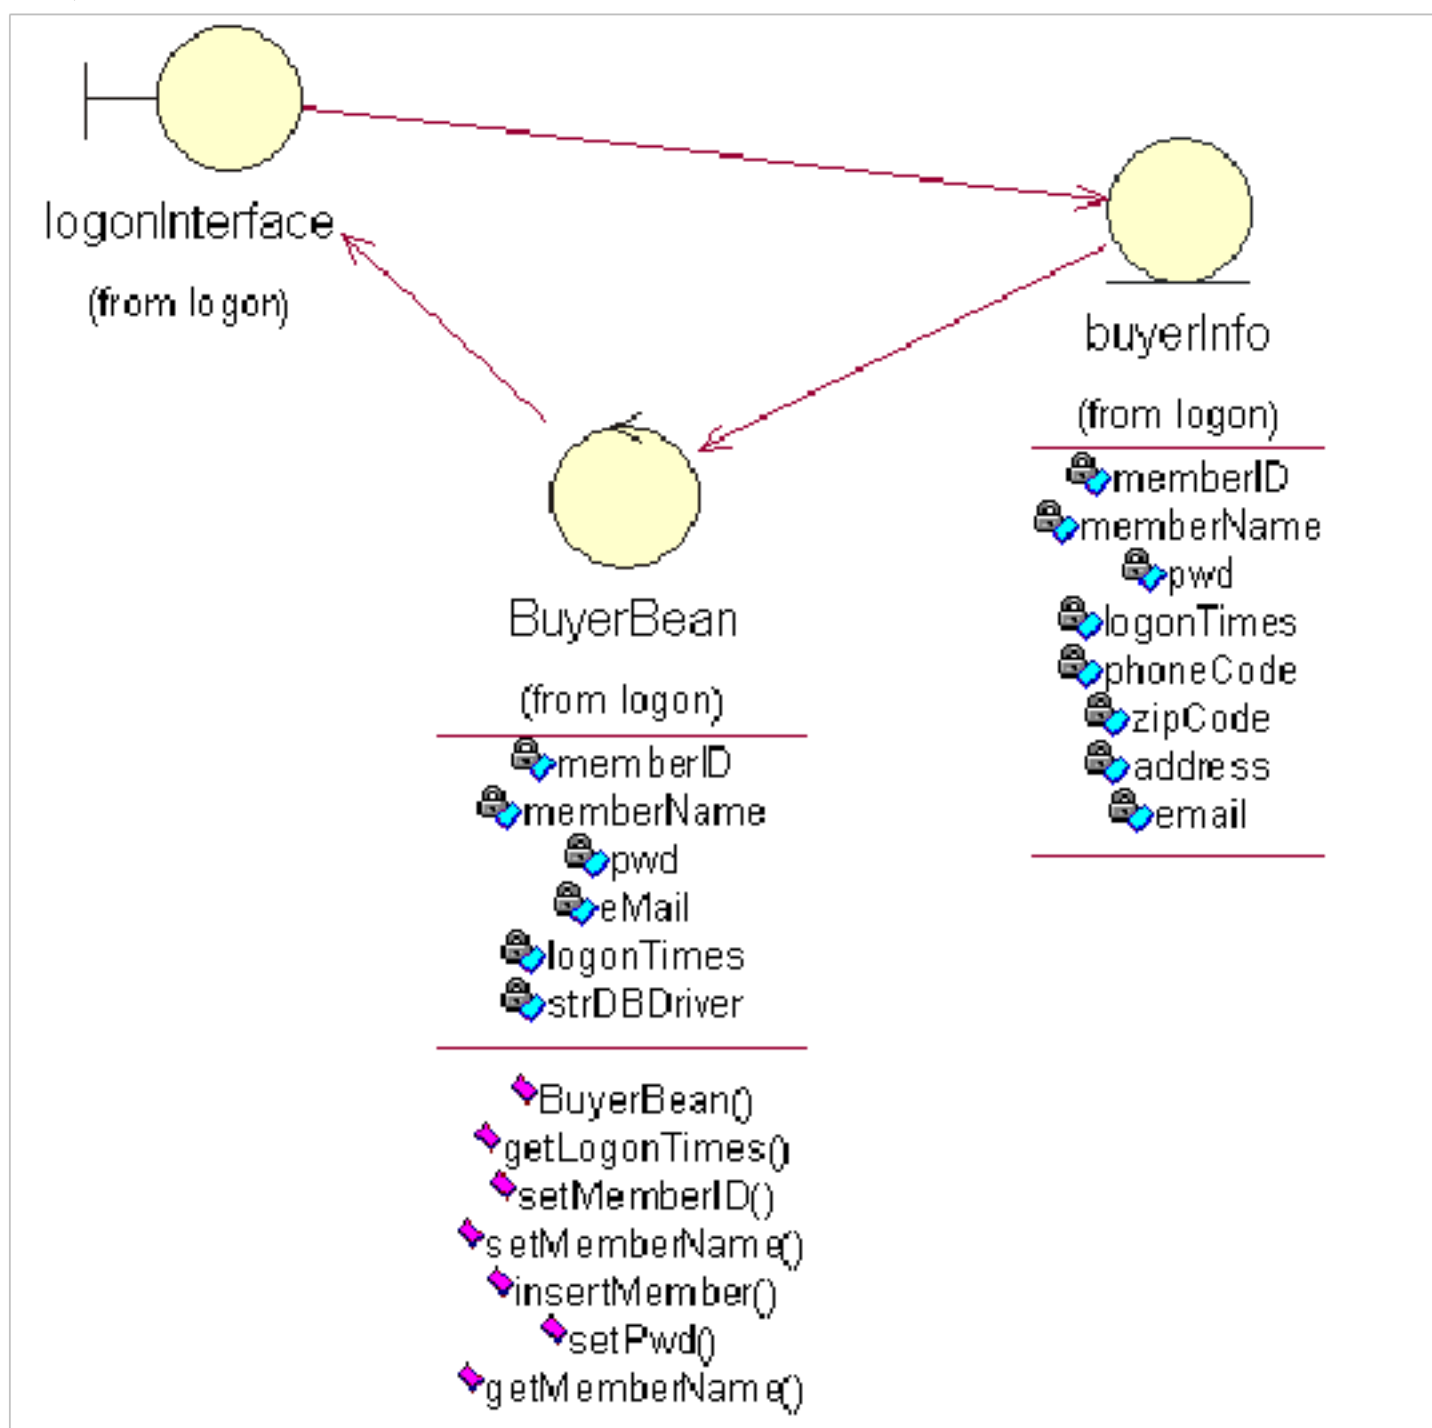 logonInterface
(from logon)
buyerInfo
(from logon)
memberID
memberName
pwd
logonTimes
phoneCode
zipCode
address
email
BuyerBean
(from logon)
memberID
memberName
pwd
eMail
logonTimes
strDBDriver
BuyerBean()
getLogonTimes()
setMemberID()
setMemberName()
insertMember()
setPwd()
getMemberName()